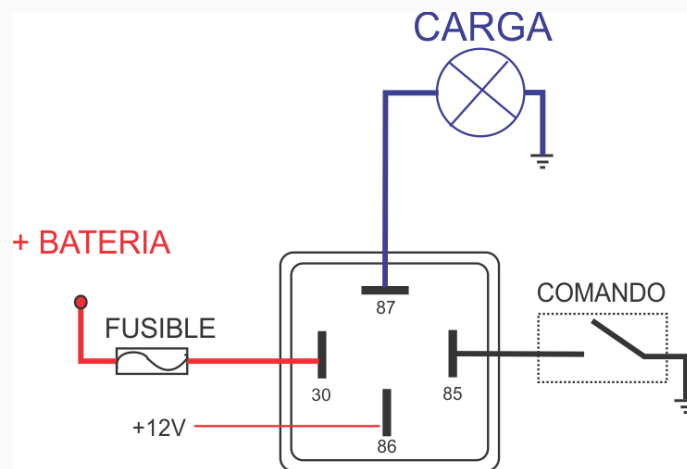 CARGA
+ BATERIA
87
COMANDO
FUSIBLE
30
85
+12V
86